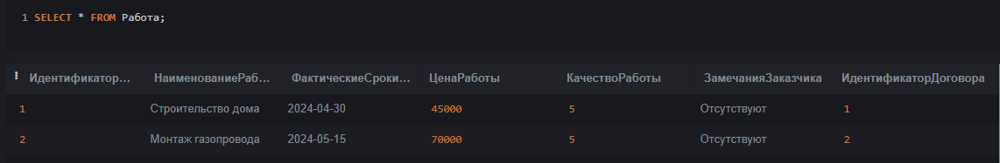 1 SELECT * FROM Работа;
Идентификатор... НаименованиеРаб... ФактическиеСроки... ЦенаРаботы КачествоРаботы ЗамечанияЗаказчика ИдентификаторДоговора
1 Строительство дома 2024-04-30 45000 5 Отсутствуют 1
2 Монтаж газопровода 2024-05-15 70000 5 Отсутствуют 2